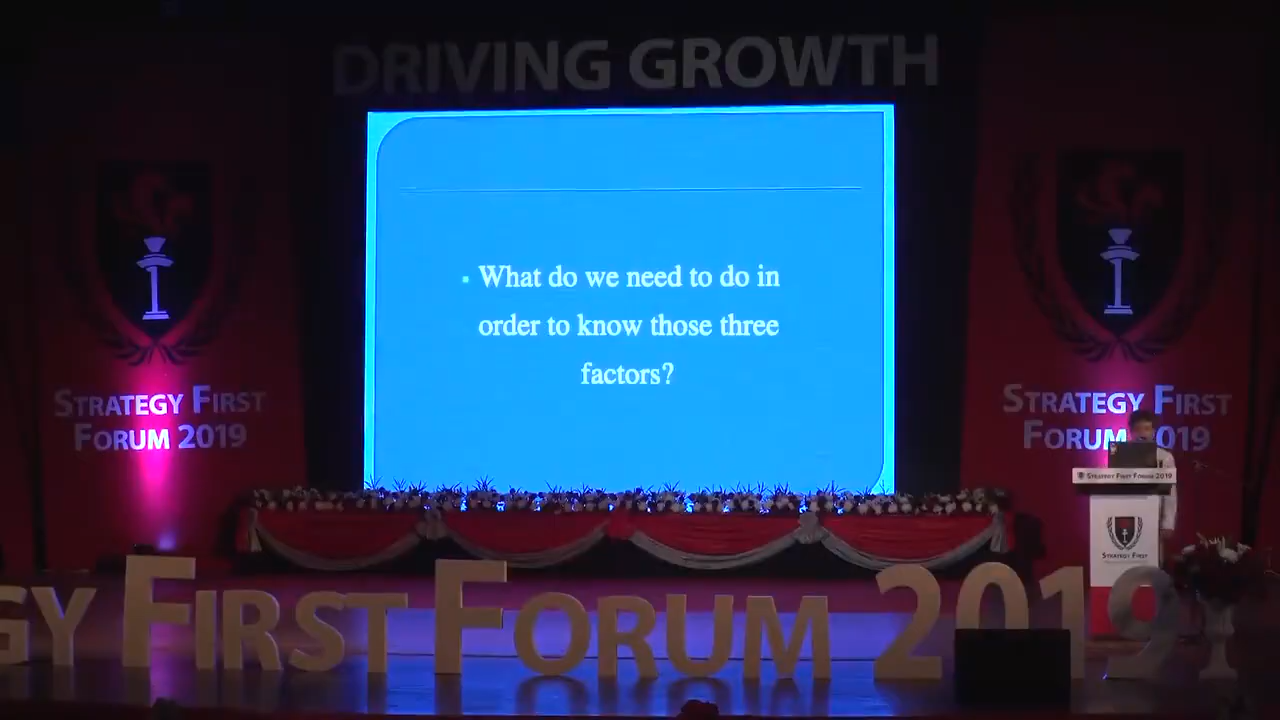 DRIVING GROWTH
What do we need to do in
order to know those three
factors?
STRATEGY FIRST
FORUM 2019
STRATEGY FIRST
FORUM 2019
STRATEGY FIRST FORUM 2019
STRATEGY FIRST
GY FIRST FORUM 2019